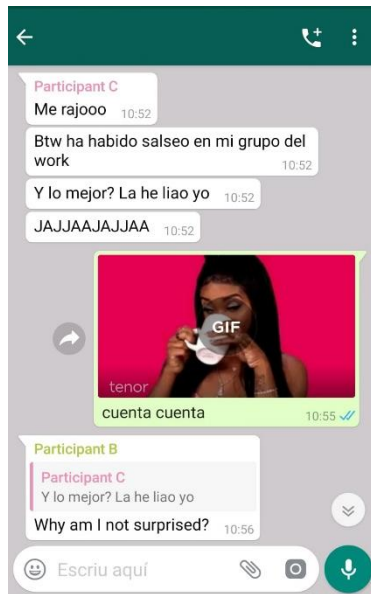 Participant C
Me rajooo 10:52
Btw ha habido salseo en mi grupo del
work 10:52
Y lo mejor? La he liao yo 10:52
JAJJAAJAJJAA 10:52
GIF
tenor
cuenta cuenta 10:55
Participant B
Participant C
Y lo mejor? La he liao yo
Why am I not surprised? 10:56
Escriu aquí